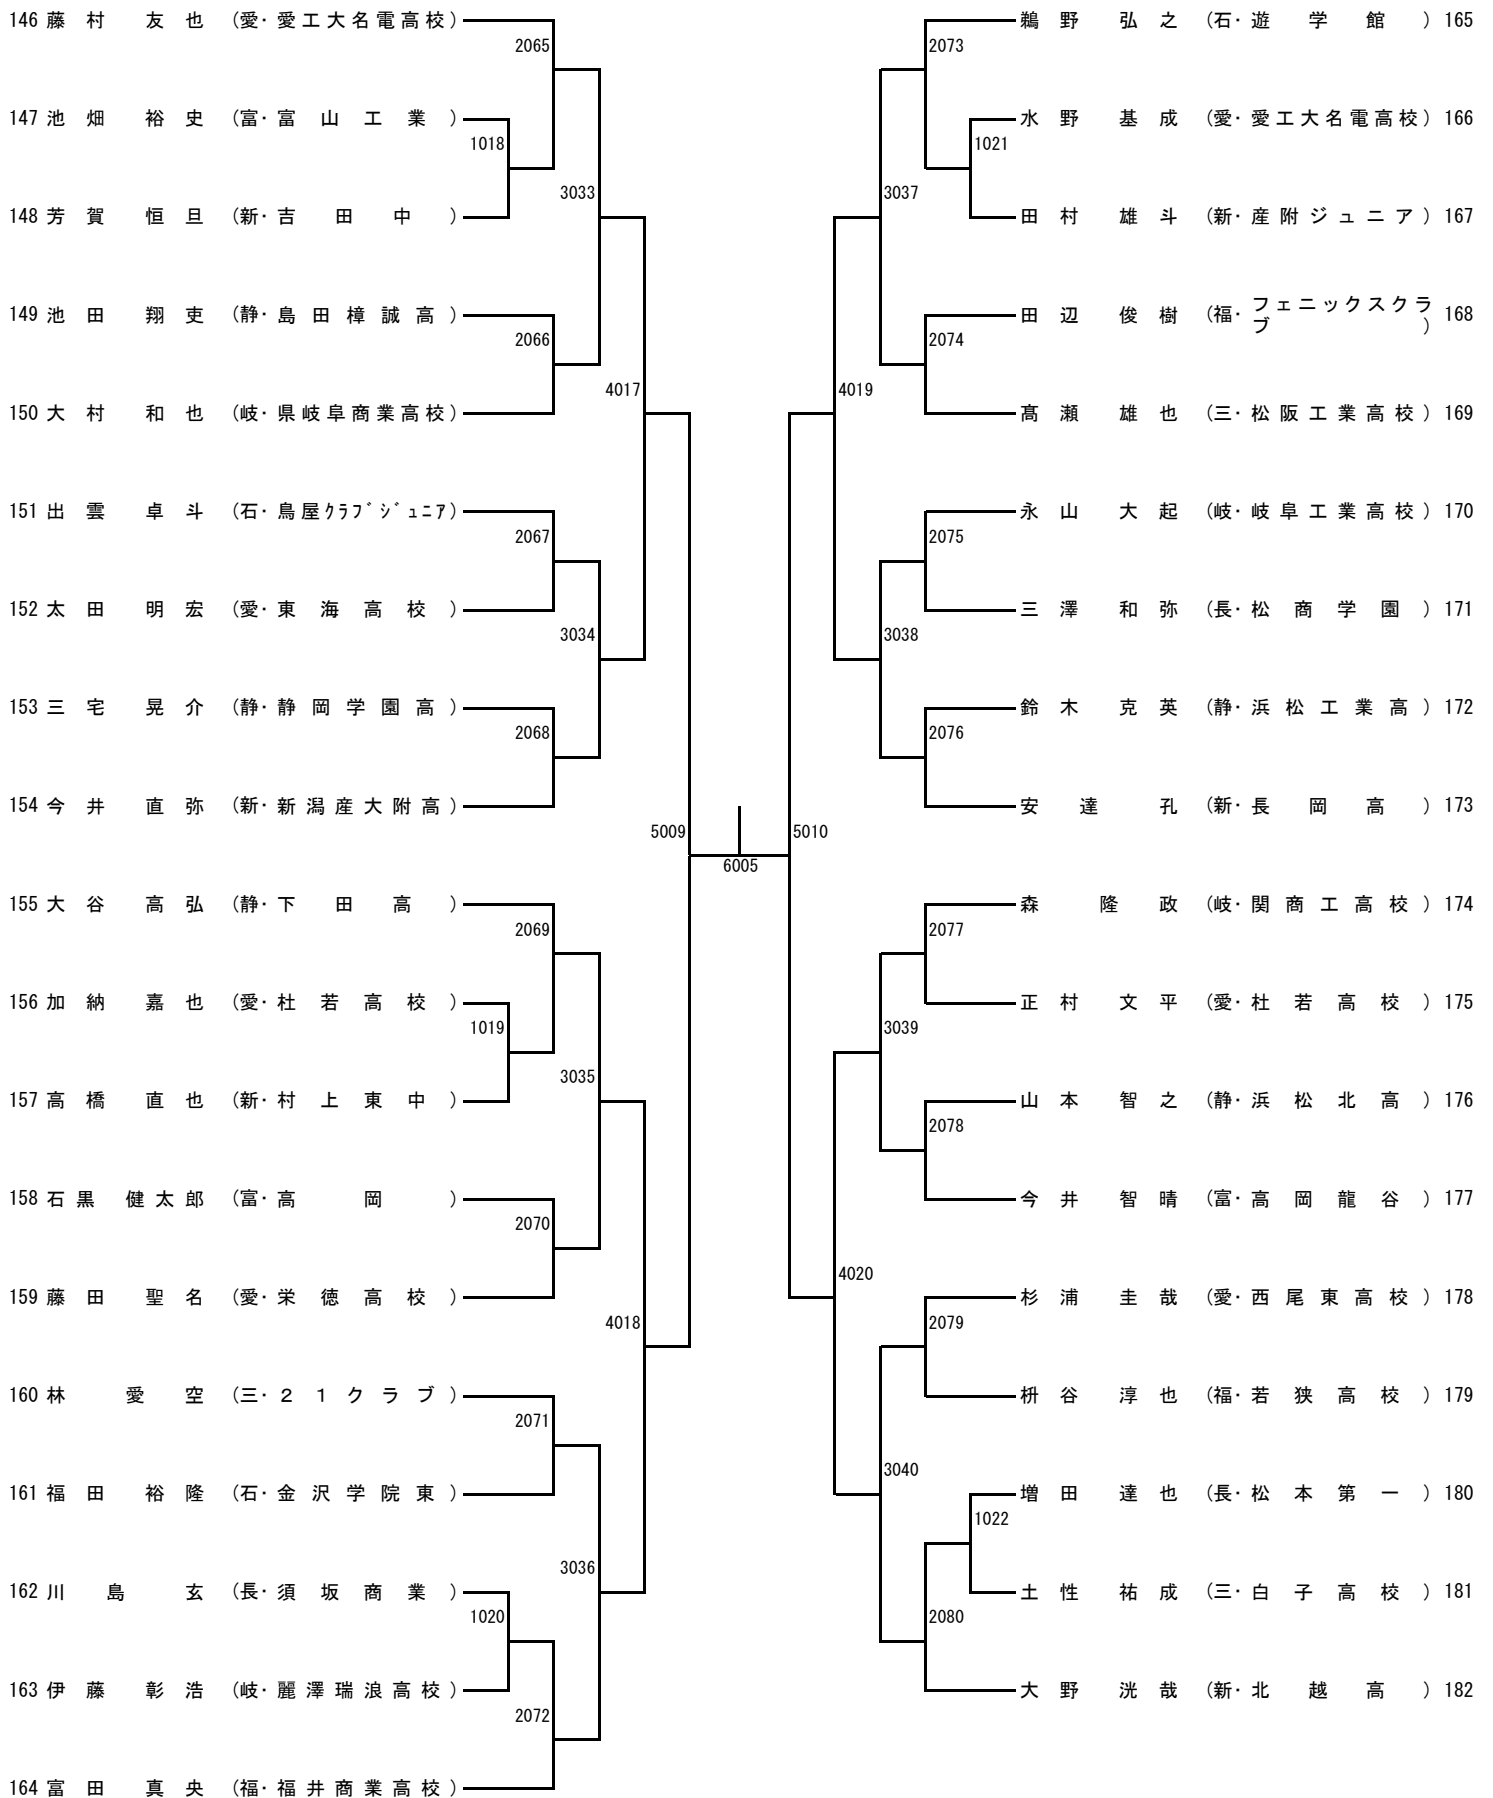 146 藤村 友也 (愛・愛工大名電高校)
2065
147 池畑 裕史 (富・富山工業)
1018
148 芳賀 恒旦 (新・吉田中)
3033
149 池田 翔吏 (静・島田樟誠高)
2066
150 大村 和也 (岐・県岐阜商業高校)
4017
151 出雲 卓斗 (石・鳥屋ｸﾗﾌﾞｼﾞｭﾆｱ)
2067
152 太田 明宏 (愛・東海高校)
3034
153 三宅 晃介 (静・静岡学園高)
2068
154 今井 直弥 (新・新潟産大附高)
5009
155 大谷 高弘 (静・下田高)
2069
156 加納 嘉也 (愛・杜若高校)
1019
157 高橋 直也 (新・村上東中)
3035
158 石黒 健太郎 (富・高岡)
2070
159 藤田 聖名 (愛・栄徳高校)
4018
160 林 愛空 (三・２１クラブ)
2071
161 福田 裕隆 (石・金沢学院東)
3036
162 川島 玄 (長・須坂商業)
1020
163 伊藤 彰浩 (岐・麗澤瑞浪高校)
2072
164 富田 真央 (福・福井商業高校)
6005
鵜野 弘之 (石・遊学館) 165
2073
水野 基成 (愛・愛工大名電高校) 166
1021
田村 雄斗 (新・産附ジュニア) 167
3037
田辺 俊樹 (福・フェニックスクラ
ブ) 168
2074
髙瀬 雄也 (三・松阪工業高校) 169
4019
永山 大起 (岐・岐阜工業高校) 170
2075
三澤 和弥 (長・松商学園) 171
3038
鈴木 克英 (静・浜松工業高) 172
2076
安達 孔 (新・長岡高) 173
5010
森 隆政 (岐・関商工高校) 174
2077
正村 文平 (愛・杜若高校) 175
3039
山本 智之 (静・浜松北高) 176
2078
今井 智晴 (富・高岡龍谷) 177
4020
杉浦 圭哉 (愛・西尾東高校) 178
2079
枡谷 淳也 (福・若狭高校) 179
3040
増田 達也 (長・松本第一) 180
1022
土性 祐成 (三・白子高校) 181
2080
大野 洸哉 (新・北越高) 182